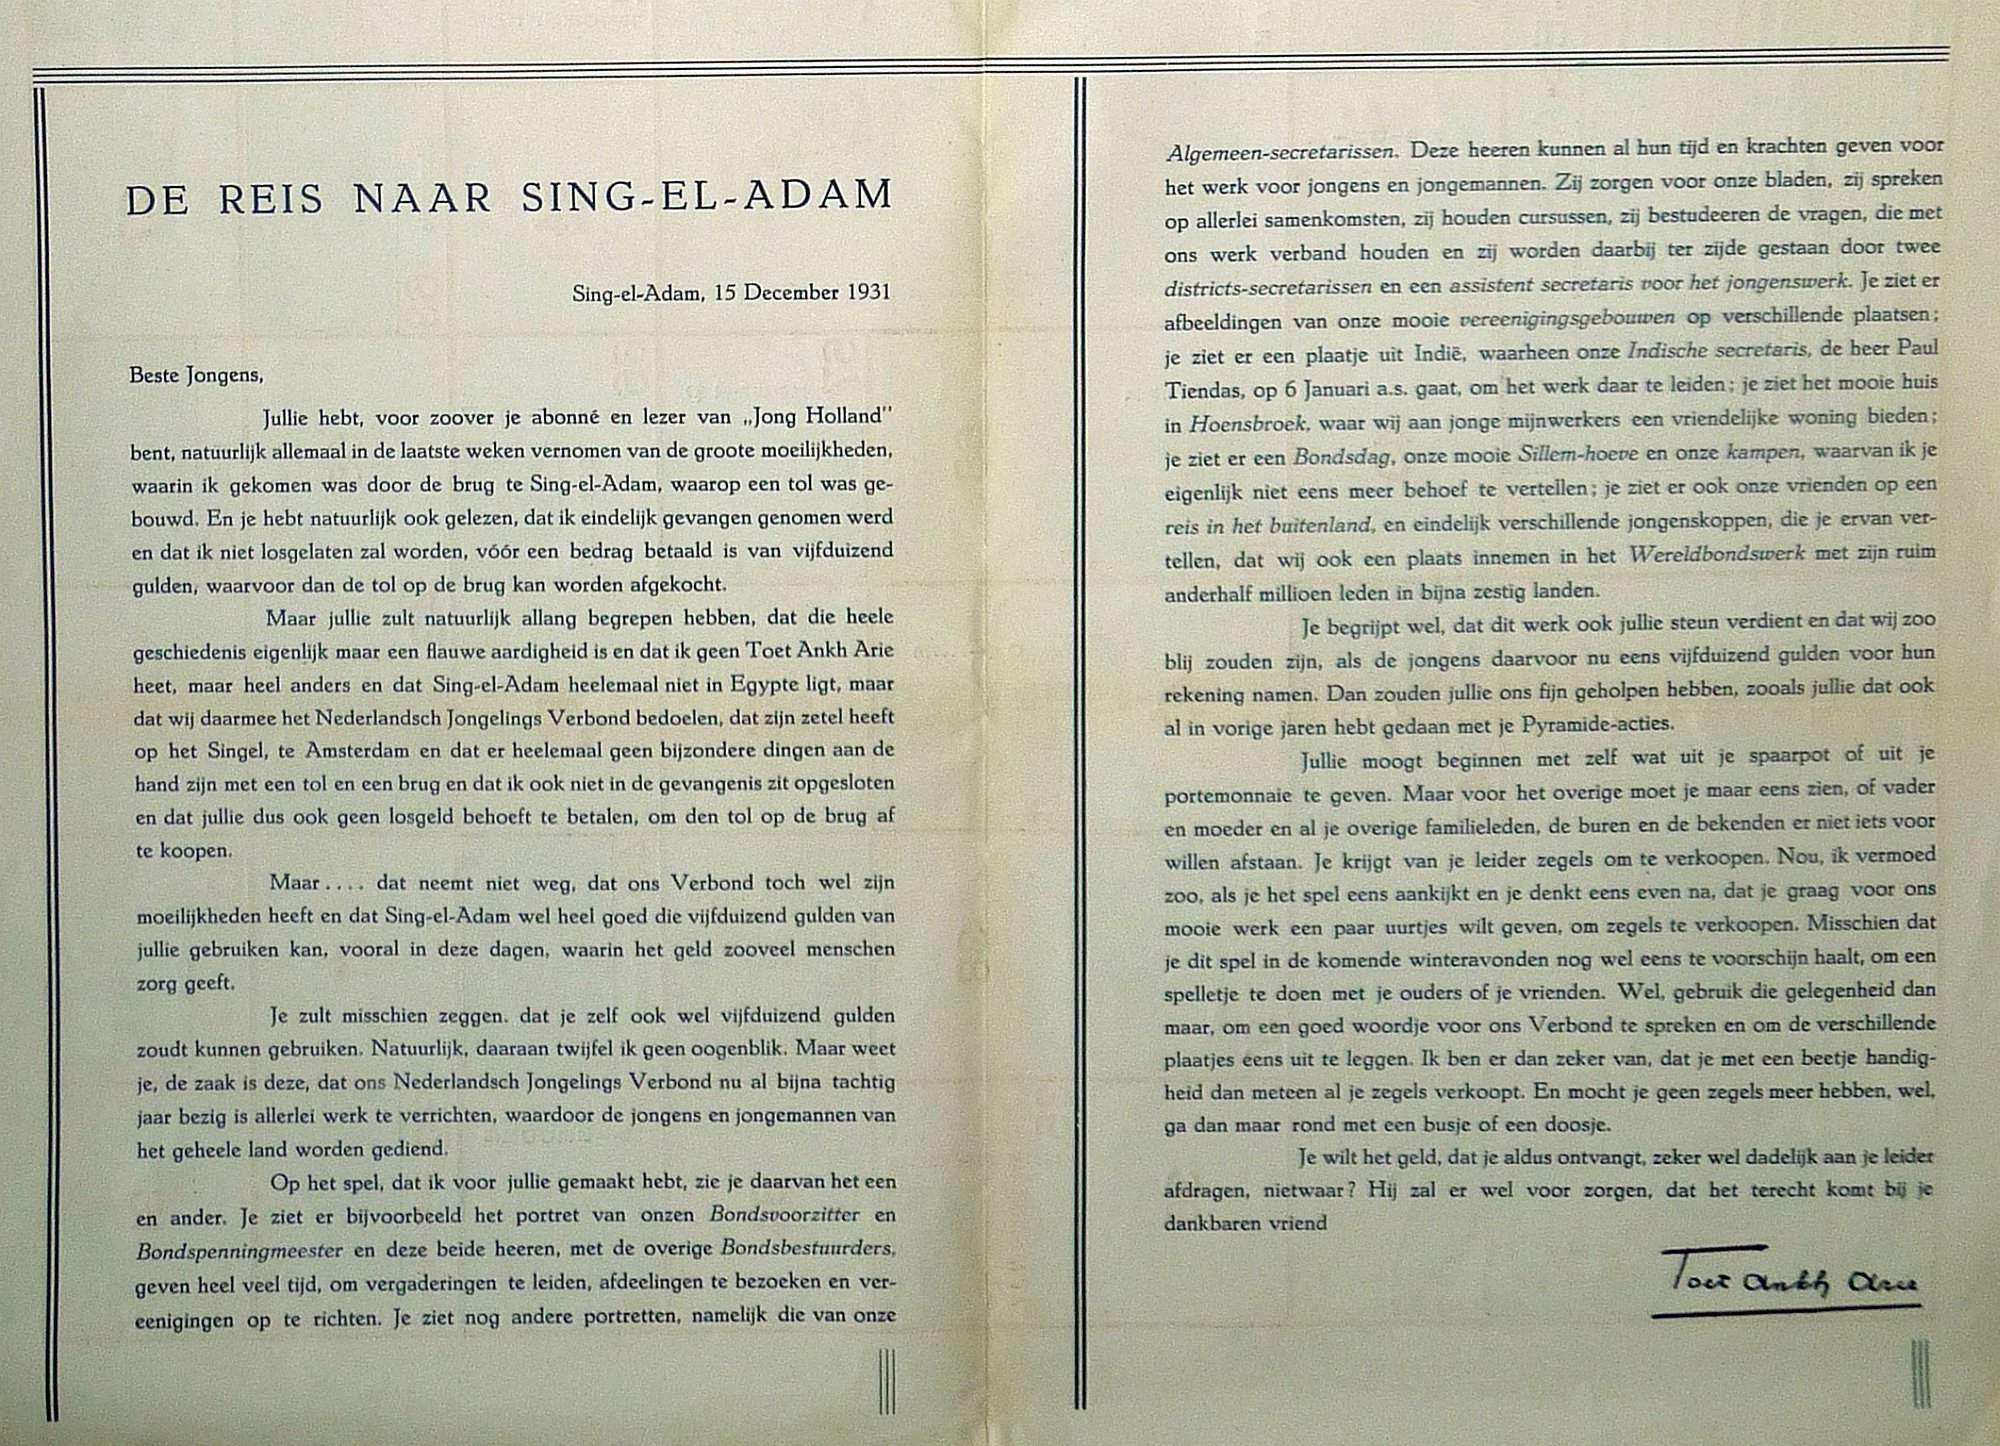 DE REIS NAAR SING-EL-ADAM
Sing-el-Adam, 15 December 1931
Beste Jongens,
Jullie hebt, voor zoover je abonné en lezer van „Jong Holland"
bent, natuurlijk allemaal in de laatste weken vernomen van de groote moeilijkheden,
waarin ik gekomen was door de brug te Sing-el-Adam, waarop een tol was ge-
bouwd. En je hebt natuurlijk ook gelezen, dat ik eindelijk gevangen genomen werd
en dat ik niet losgelaten zal worden, vóór een bedrag betaald is van vijfduizend
gulden, waarvoor dan de tol op de brug kan worden afgekocht.
Maar jullie zult natuurlijk allang begrepen hebben, dat die heele
geschiedenis eigenlijk maar een flauwe aardigheid is en dat ik geen Toet Ankh Arie
heet, maar heel anders en dat Sing-el-Adam heelemaal niet in Egypte ligt, maar
dat wij daarmee het Nederlandsch Jongelings Verbond bedoelen, dat zijn zetel heeft
op het Singel, te Amsterdam en dat er heelemaal geen bijzondere dingen aan de
hand zijn met een tol en een brug en dat ik ook niet in de gevangenis zit opgesloten
en dat jullie dus ook geen losgeld behoeft te betalen, om den tol op de brug af
te koopen.
Maar.... dat neemt niet weg, dat ons Verbond toch wel zijn
moeilijkheden heeft en dat Sing-el-Adam wel heel goed die vijfduizend gulden van
jullie gebruiken kan, vooral in deze dagen, waarin het geld zooveel menschen
zorg geeft.
Je zult misschien zeggen. dat je zelf ook wel vijfduizend gulden
zoudt kunnen gebruiken. Natuurlijk, daaraan twijfel ik geen oogenblik. Maar weet
je, de zaak is deze, dat ons Nederlandsch Jongelings Verbond nu al bijna tachtig
jaar bezig is allerlei werk te verrichten, waardoor de jongens en jongemannen van
het geheele land worden gediend.
Op het spel, dat ik voor jullie gemaakt hebt, zie je daarvan het een
en ander. Je ziet er bijvoorbeeld het portret van onzen Bondsvoorzitter en
Bondspenningmeester en deze beide heeren, met de overige Bondsbestuurders,
geven heel veel tijd, om vergaderingen te leiden, afdeelingen te bezoeken en ver-
eenigingen op te richten. Je ziet nog andere portretten, namelijk die van onze
Algemeen-secretarissen. Deze heeren kunnen al hun tijd en krachten geven voor
het werk voor jongens en jongemannen. Zij zorgen voor onze bladen, zij spreken
op allerlei samenkomsten, zij houden cursussen, zij bestudeeren de vragen, die met
ons werk verband houden en zij worden daarbij ter zijde gestaan door twee
districts-secretarissen en een assistent secretaris voor het jongenswerk. Je ziet er
afbeeldingen van onze mooie vereenigingsgebouwen op verschillende plaatsen;
je ziet er een plaatje uit Indië, waarheen onze Indische secretaris, de heer Paul
Tiendas, op 6 Januari a.s. gaat, om het werk daar te leiden; je ziet het mooie huis
in Hoensbroek, waar wij aan jonge mijnwerkers een vriendelijke woning bieden;
je ziet er een Bondsdag, onze mooie Sillem-hoeve en onze kampen, waarvan ik je
eigenlijk niet eens meer behoef te vertellen; je ziet er ook onze vrienden op een
reis in het buitenland, en eindelijk verschillende jongenskoppen, die je ervan ver-
tellen, dat wij ook een plaats innemen in het Wereldbondswerk met zijn ruim
anderhalf millioen leden in bijna zestig landen.
Je begrijpt wel, dat dit werk ook jullie steun verdient en dat wij zoo
blij zouden zijn, als de jongens daarvoor nu eens vijfduizend gulden voor hun
rekening namen. Dan zouden jullie ons fijn geholpen hebben, zooals jullie dat ook
al in vorige jaren hebt gedaan met je Pyramide-acties.
Jullie moogt beginnen met zelf wat uit je spaarpot of uit je
portemonnaie te geven. Maar voor het overige moet je maar eens zien, of vader
en moeder en al je overige familieleden, de buren en de bekenden er niet iets voor
willen afstaan. Je krijgt van je leider zegels om te verkoopen. Nou, ik vermoed
zoo, als je het spel eens aankijkt en je denkt eens even na, dat je graag voor ons
mooie werk een paar uurtjes wilt geven, om zegels te verkoopen. Misschien dat
je dit spel in de komende winteravonden nog wel eens te voorschijn haalt, om een
spelletje te doen met je ouders of je vrienden. Wel, gebruik die gelegenheid dan
maar, om een goed woordje voor ons Verbond te spreken en om de verschillende
plaatjes eens uit te leggen. Ik ben er dan zeker van, dat je met een beetje handig-
heid dan meteen al je zegels verkoopt. En mocht je geen zegels meer hebben, wel,
ga dan maar rond met een busje of een doosje.
Je wilt het geld, dat je aldus ontvangt, zeker wel dadelijk aan je leider
afdragen, nietwaar? Hij zal er wel voor zorgen, dat het terecht komt bij je
dankbaren vriend
Toet Ankh Arie